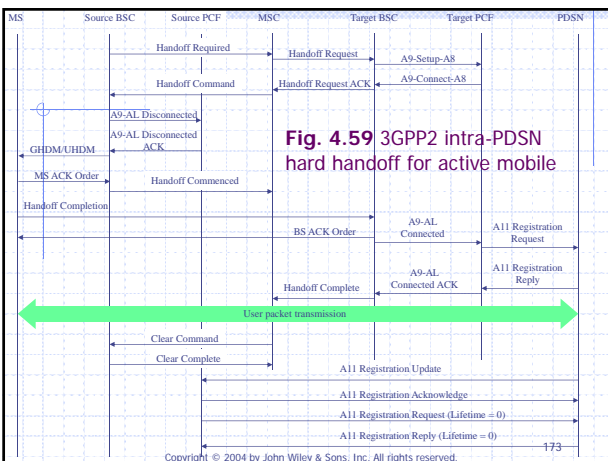 MS Source BSC Source PCF MSC Target BSC Target PCF PDSN
Handoff Required
Handoff Request
A9-Setup-A8
A9-Connect-A8
Handoff Request ACK
Handoff Command
A9-AL Disconnected
A9-AL Disconnected
ACK
Fig. 4.59 3GPP2 intra-PDSN
hard handoff for active mobile
GHDM/UHDM
MS ACK Order
Handoff Commenced
Handoff Completion
BS ACK Order
A9-AL
Connected
A11 Registration
Request
A11 Registration
Reply
A9-AL
Connected ACK
Handoff Complete
User packet transmission
Clear Command
Clear Complete
A11 Registration Update
A11 Registration Acknowledge
A11 Registration Request (Lifetime = 0)
A11 Registration Reply (Lifetime = 0)
173
Copyright © 2004 by John Wiley & Sons, Inc. All rights reserved.